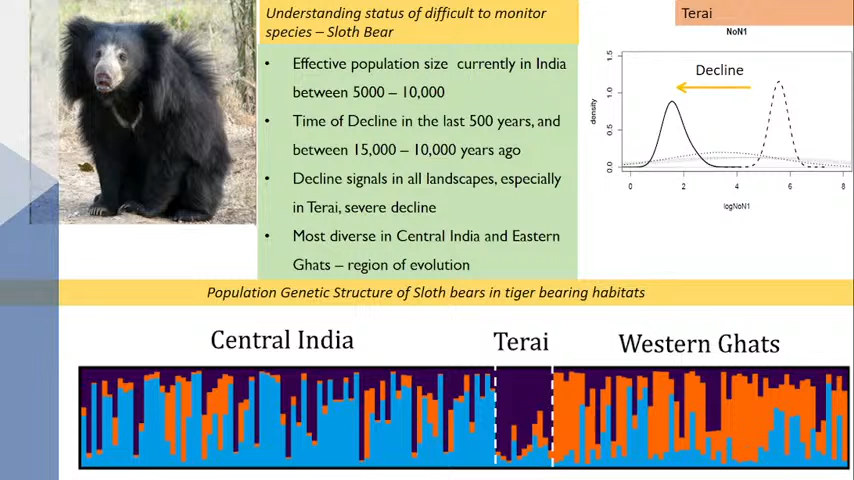 Understanding status of difficult to monitor
species – Sloth Bear
• Effective population size currently in India
between 5000 – 10,000
• Time of Decline in the last 500 years, and
between 15,000 – 10,000 years ago
• Decline signals in all landscapes, especially
in Terai, severe decline
• Most diverse in Central India and Eastern
Ghats – region of evolution
Terai
NoN1
Decline
density
0.0
0.5
1.0
1.5
0 2 4 6 8
logNoN1
Population Genetic Structure of Sloth bears in tiger bearing habitats
Central India Terai Western Ghats